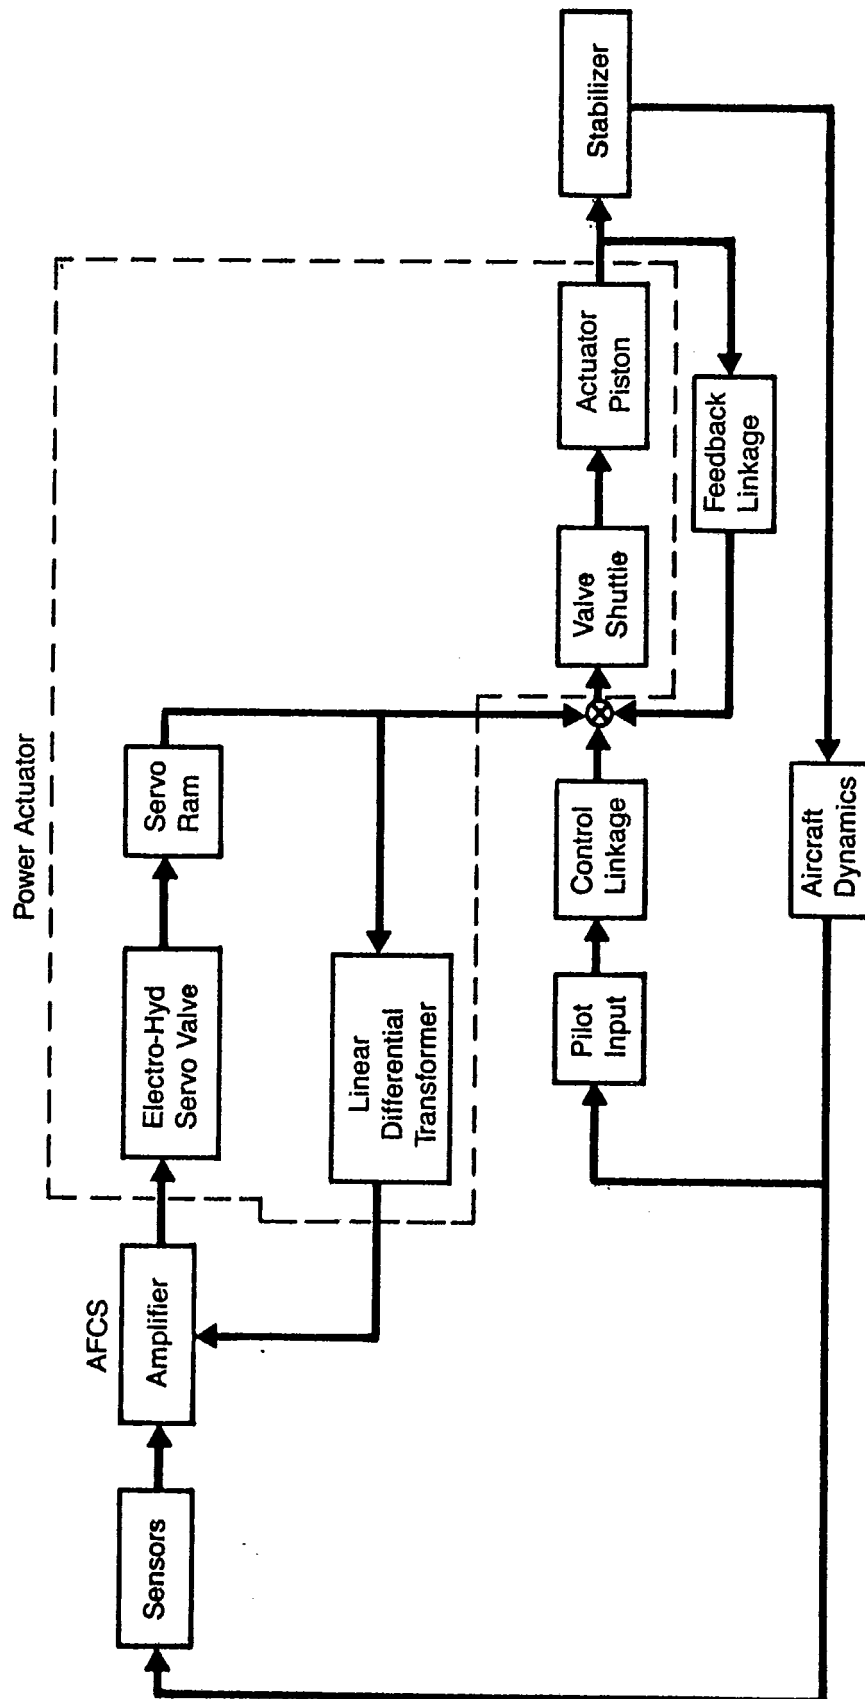 Power Actuator
AFCS
Sensors
Amplifier
Electro-Hyd
Servo Valve
Servo
Ram
Linear
Differential
Transformer
Pilot
Input
Control
Linkage
Valve
Shuttle
Actuator
Piston
Stabilizer
Feedback
Linkage
Aircraft
Dynamics